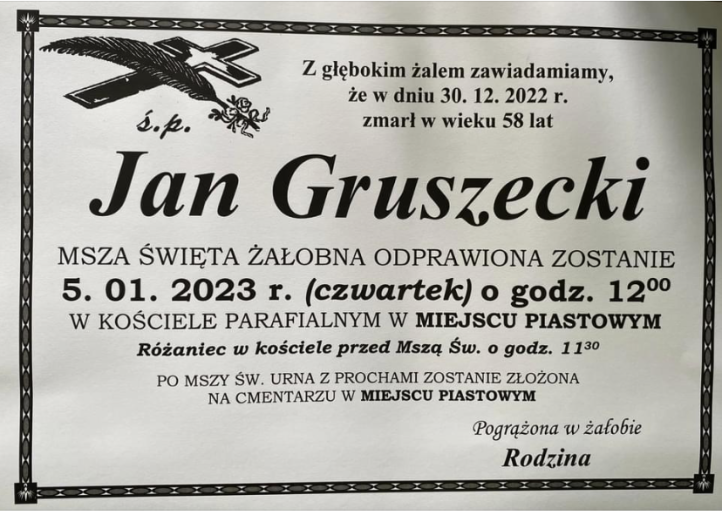 Z głębokim żalem zawiadamiamy,
że w dniu 30. 12. 2022 r.
zmarł w wieku 58 lat
ś.p.
Jan Gruszecki
MSZA ŚWIĘTA ŻAŁOBNA ODPRAWIONA ZOSTANIE
5. 01. 2023 r. (czwartek) o godz. 12⁰⁰
W KOŚCIELE PARAFIALNYM W MIEJSCU PIASTOWYM
Różaniec w kościele przed Mszą Św. o godz. 11³⁰
PO MSZY ŚW. URNA Z PROCHAMI ZOSTANIE ZŁOŻONA
NA CMENTARZU W MIEJSCU PIASTOWYM
Pogrążona w żałobie
Rodzina